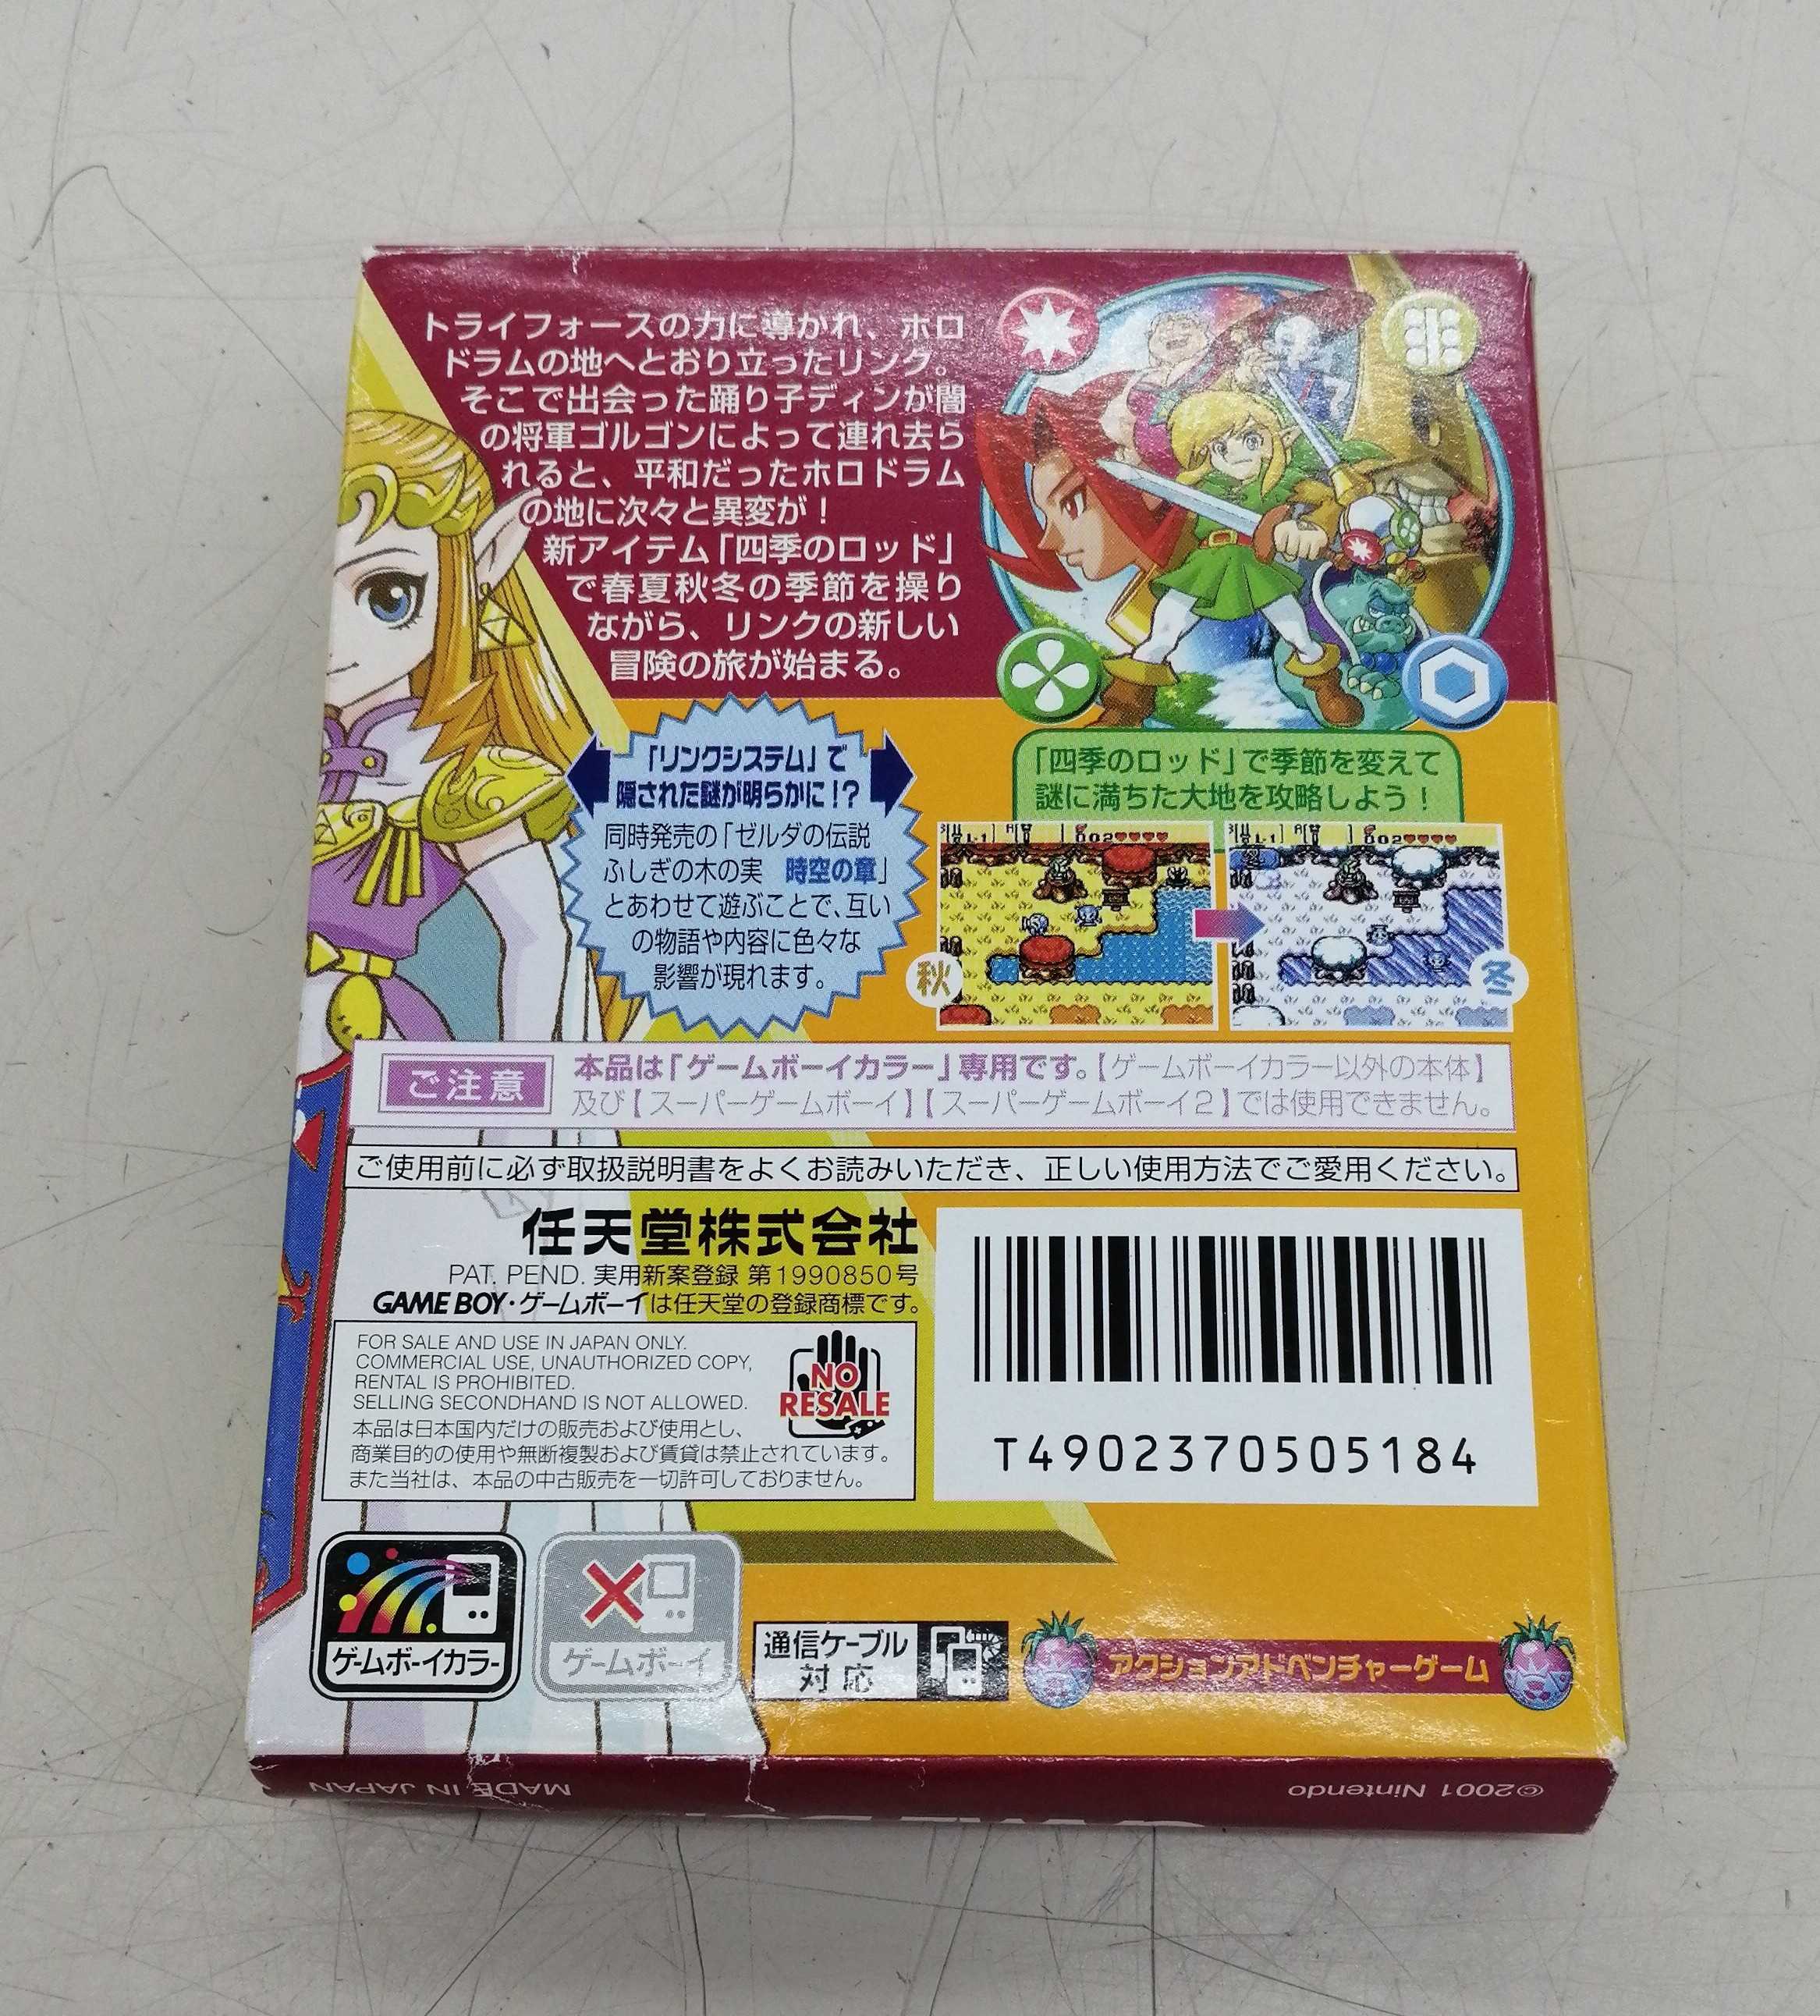 トライフォースの力に導かれ、ホロ
ドラムの地へとおり立ったリンク。
そこで出会った踊り子ディンが闇
の将軍ゴルゴンによって連れ去ら
れると、平和だったホロドラム
の地に次々と異変が！
新アイテム「四季のロッド」
で春夏秋冬の季節を操り
ながら、リンクの新しい
冒険の旅が始まる。
「リンクシステム」で
隠された謎が明らかに!?
同時発売の「ゼルダの伝説
ふしぎの木の実 時空の章」
とあわせて遊ぶことで、互い
の物語や内容に色々な
影響が現れます。
「四季のロッド」で季節を変えて
謎に満ちた大地を攻略しよう！
L-1
002
L-1
002
秋
冬
ご注意
本品は「ゲームボーイカラー」専用です。【ゲームボーイカラー以外の本体】
及び【スーパーゲームボーイ】【スーパーゲームボーイ2】では使用できません。
ご使用前に必ず取扱説明書をよくお読みいただき、正しい使用方法でご愛用ください。
任天堂株式会社
PAT. PEND. 実用新案登録 第1990850号
GAME BOY・ゲームボーイは任天堂の登録商標です。
FOR SALE AND USE IN JAPAN ONLY.
COMMERCIAL USE, UNAUTHORIZED COPY,
RENTAL IS PROHIBITED.
SELLING SECONDHAND IS NOT ALLOWED.
本品は日本国内だけの販売および使用とし、
商業目的の使用や無断複製および賃貸は禁止されています。
また当社は、本品の中古販売を一切許可しておりません。
NO
RESALE
T4902370505184
ゲームボーイカラー
ゲームボーイ
通信ケーブル
対応
アクションアドベンチャーゲーム
MADE IN JAPAN
©2001 Nintendo